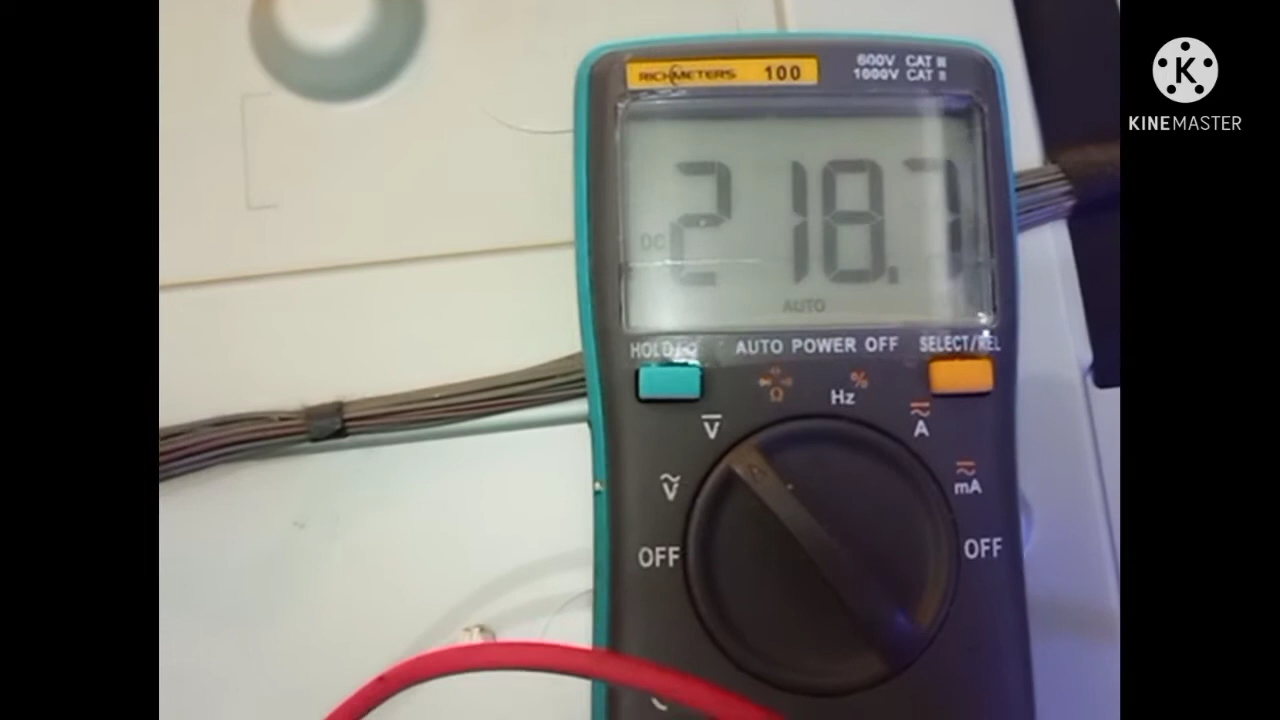 RICHMETERS 100
600V CAT III
1000V CAT II
218.7
DC
AUTO
HOLD
AUTO POWER OFF
SELECT/REL
Ω
Hz %
V
A
V
mA
OFF
OFF
K
KINEMASTER